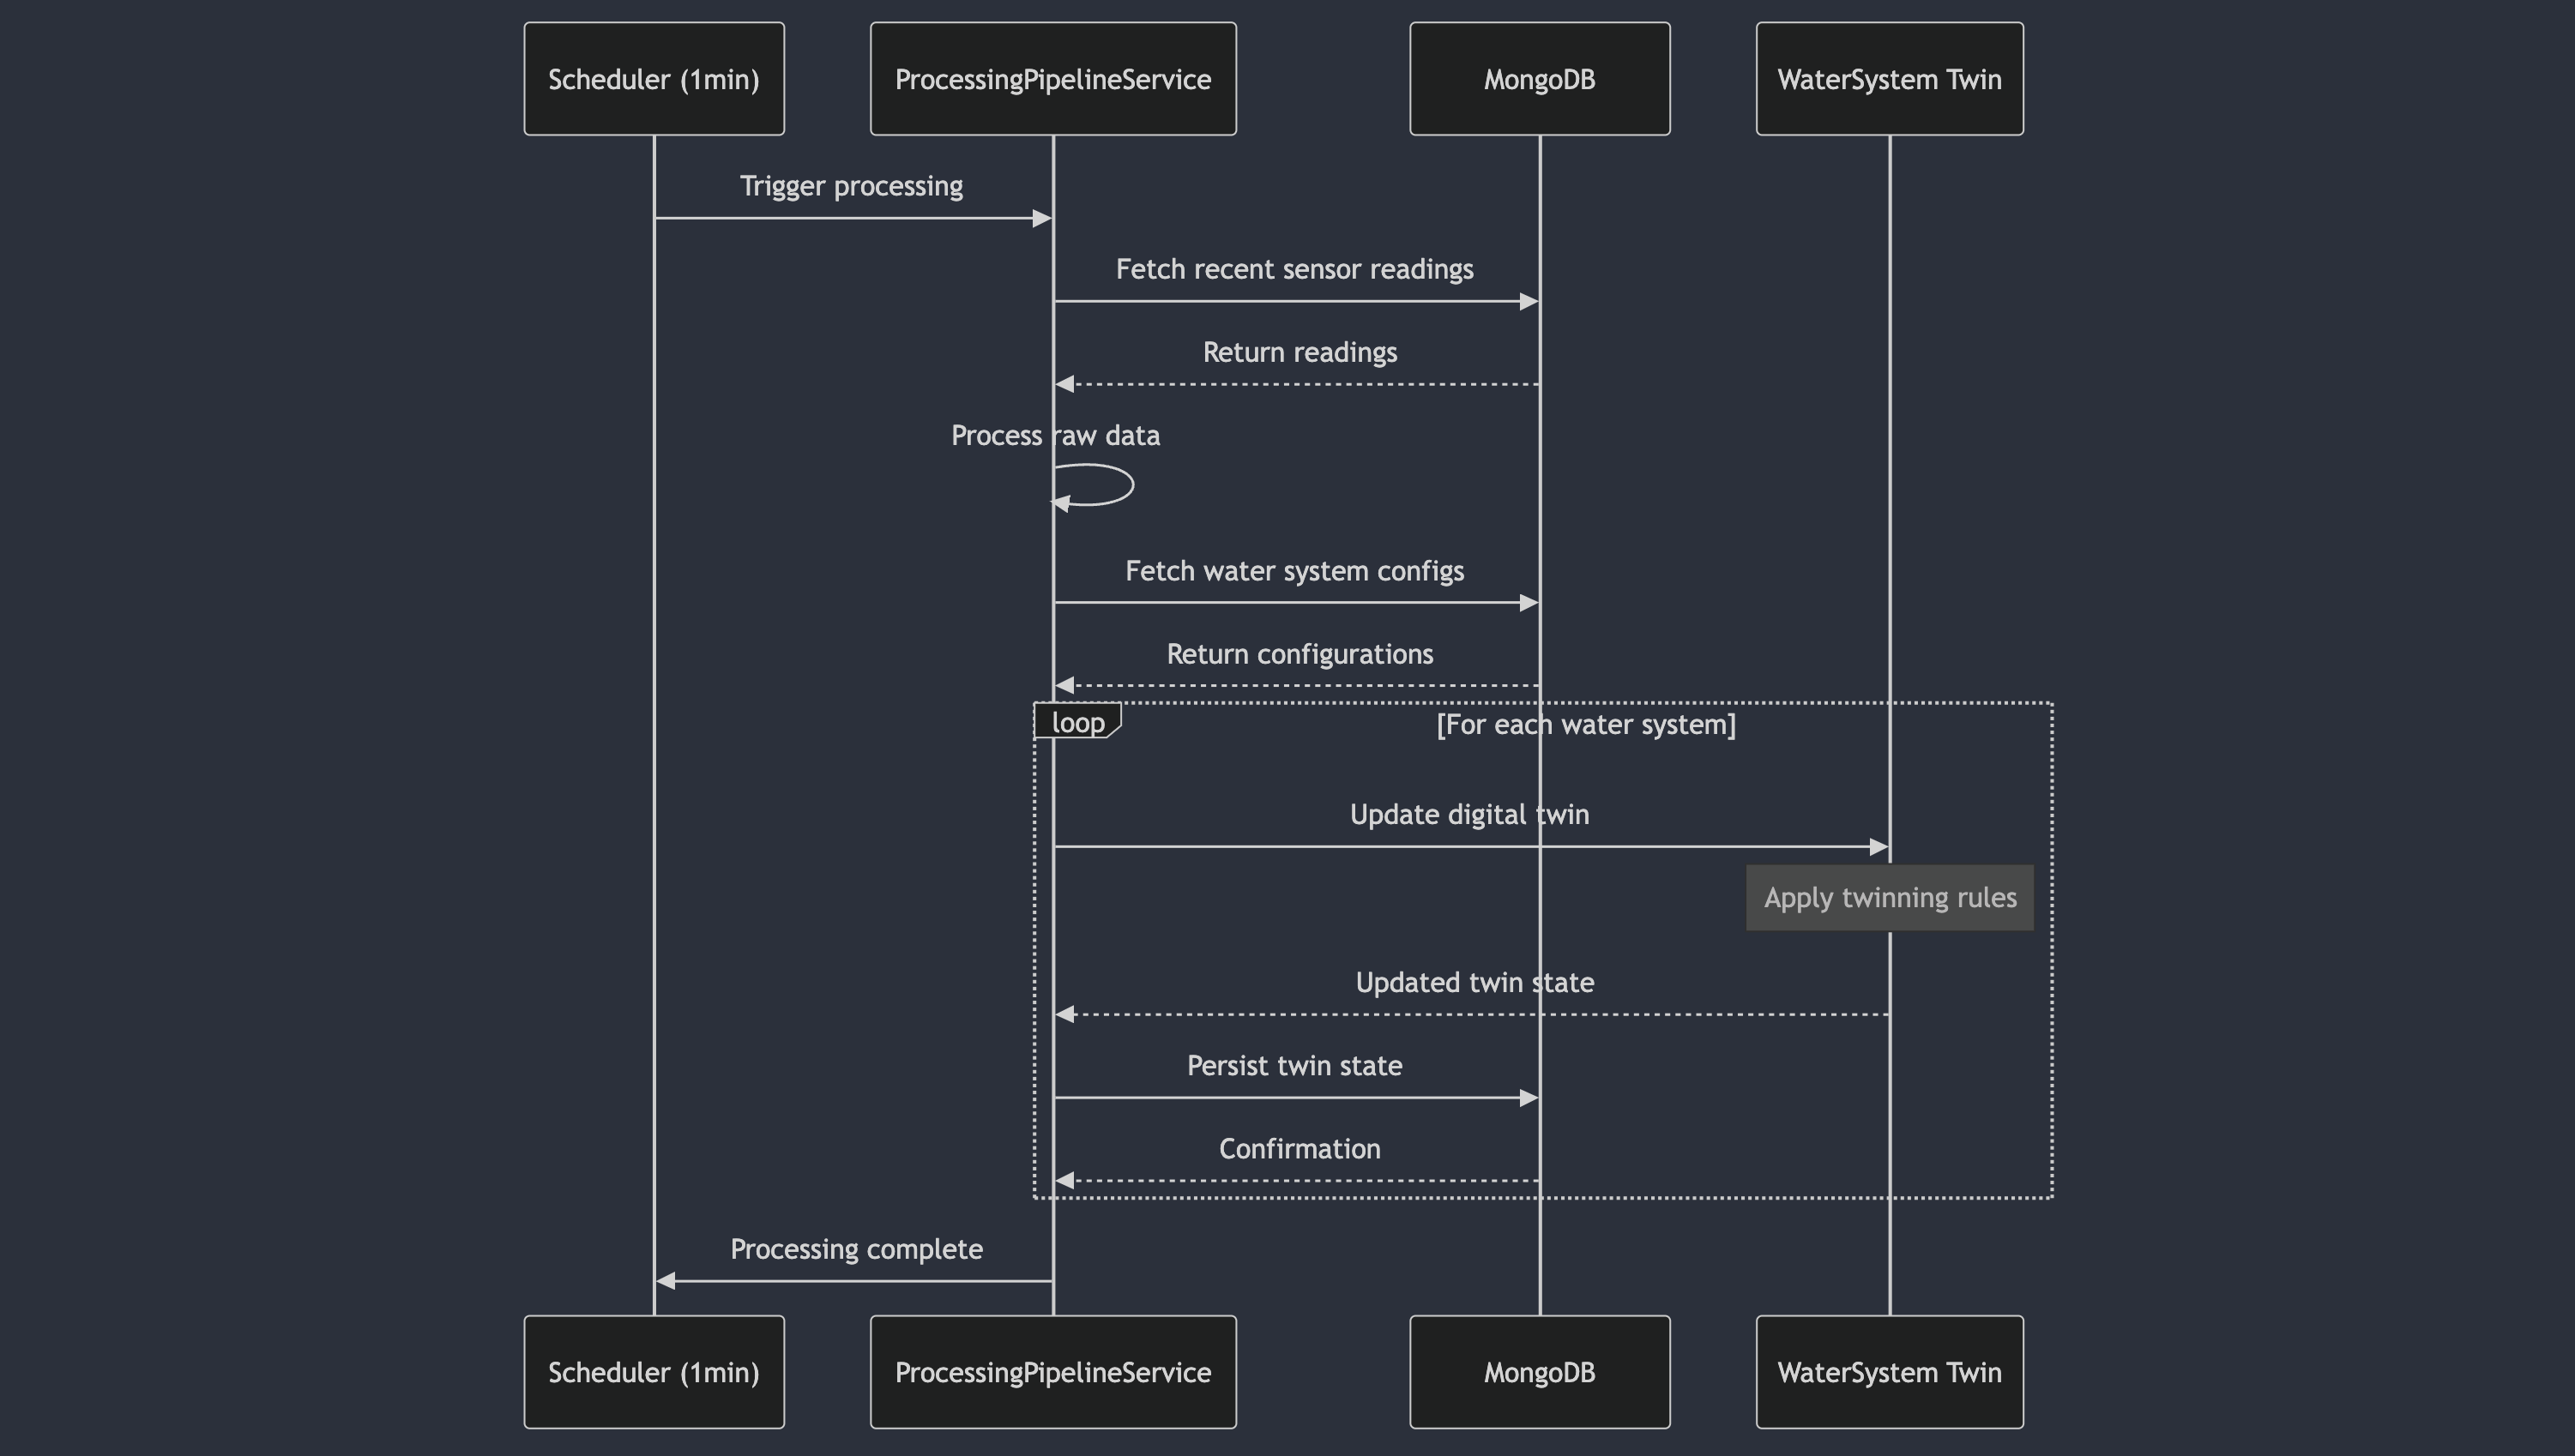 Scheduler (1min)
ProcessingPipelineService
MongoDB
WaterSystem Twin
Trigger processing
Fetch recent sensor readings
Return readings
Process raw data
Fetch water system configs
Return configurations
loop
[For each water system]
Update digital twin
Apply twinning rules
Updated twin state
Persist twin state
Confirmation
Processing complete
Scheduler (1min)
ProcessingPipelineService
MongoDB
WaterSystem Twin